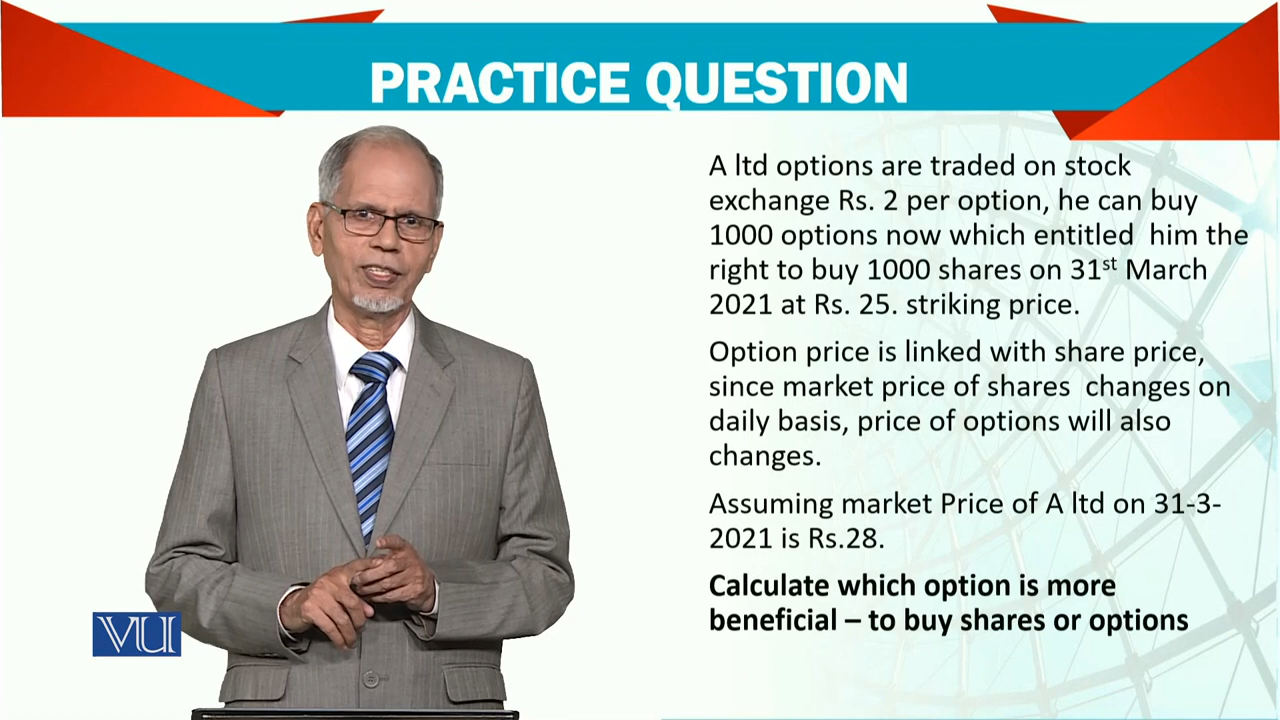 PRACTICE QUESTION
A ltd options are traded on stock
exchange Rs. 2 per option, he can buy
1000 options now which entitled him the
right to buy 1000 shares on 31st March
2021 at Rs. 25. striking price.
Option price is linked with share price,
since market price of shares changes on
daily basis, price of options will also
changes.
Assuming market Price of A ltd on 31-3-
2021 is Rs.28.
Calculate which option is more
beneficial – to buy shares or options
VU